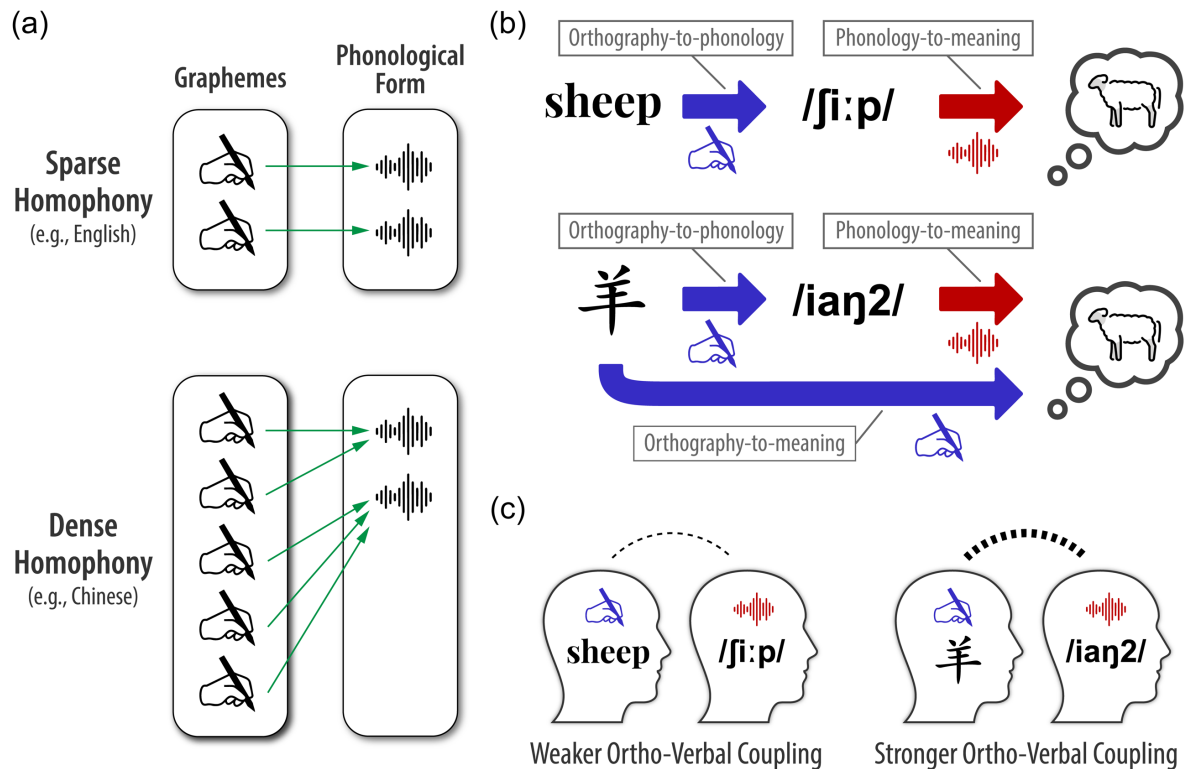 (a)
Graphemes
Phonological
Form
Sparse
Homophony
(e.g., English)
Dense
Homophony
(e.g., Chinese)
(b)
Orthography-to-phonology
Phonology-to-meaning
sheep
/ʃiːp/
Orthography-to-phonology
Phonology-to-meaning
羊
/iaŋ2/
Orthography-to-meaning
(c)
sheep
/ʃiːp/
羊
/iaŋ2/
Weaker Ortho-Verbal Coupling
Stronger Ortho-Verbal Coupling